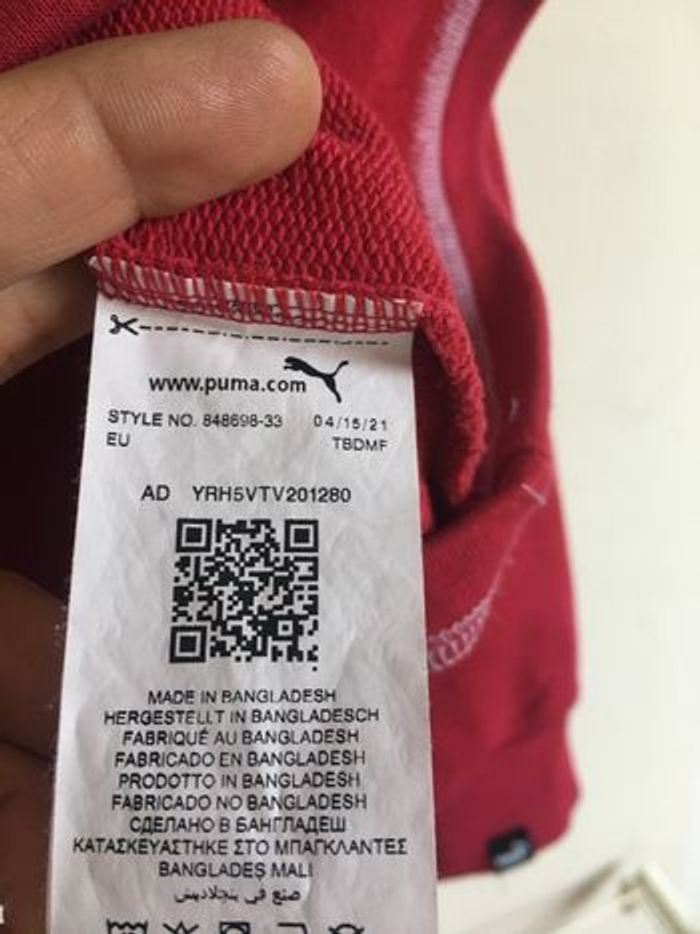 www.puma.com
STYLE NO. 848698-33 04/15/21
EU TBDMF
AD YRH5VTV201280
MADE IN BANGLADESH
HERGESTELLT IN BANGLADESCH
FABRIQUÉ AU BANGLADESH
FABRICADO EN BANGLADESH
PRODOTTO IN BANGLADESH
FABRICADO NO BANGLADESH
СДЕЛАНО В БАНГЛАДЕШ
ΚΑΤΑΣΚΕΥΑΣΤΗΚΕ ΣΤΟ ΜΠΑΓΚΛΑΝΤΕΣ
BANGLADEŞ MALI
صنع في بنجلاديش